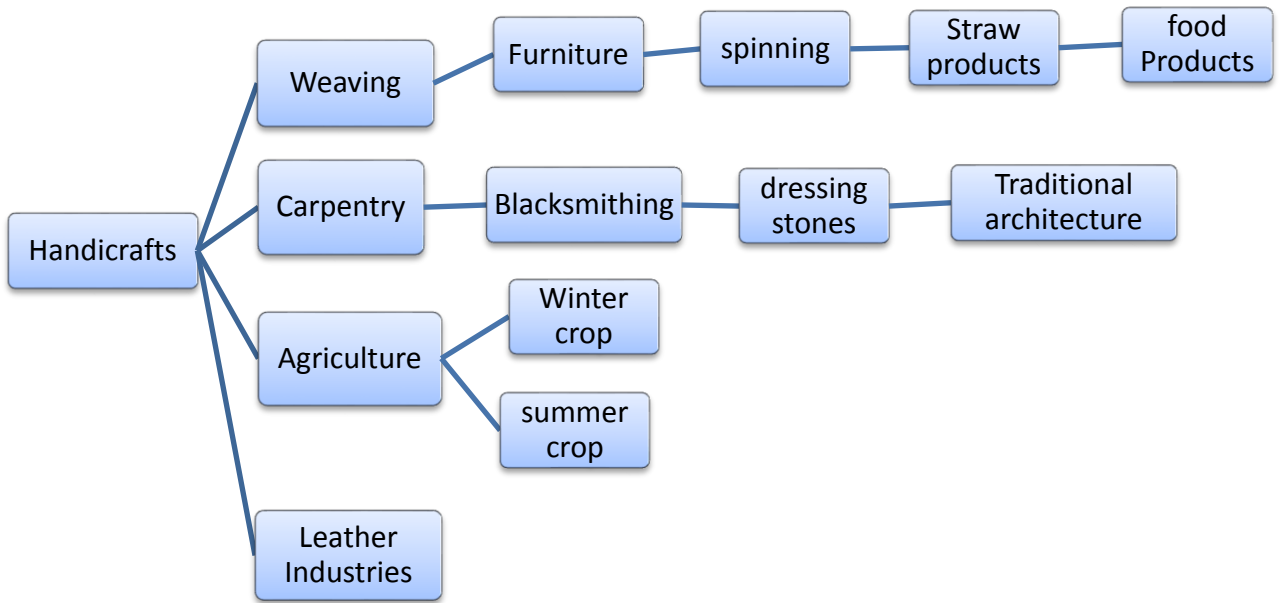 Handicrafts
Weaving
Furniture
spinning
Straw
products
food
Products
Carpentry
Blacksmithing
dressing
stones
Traditional
architecture
Agriculture
Winter
crop
summer
crop
Leather
Industries